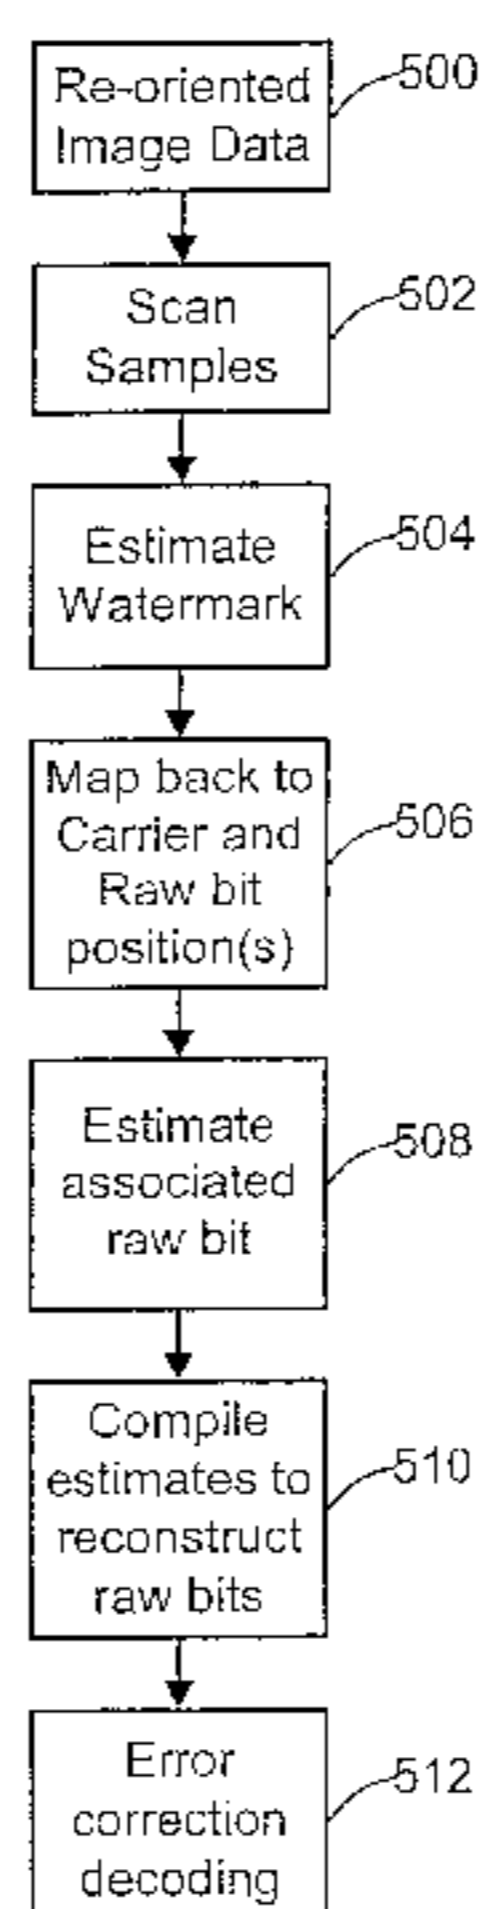 Re-oriented
Image Data
500
Scan
Samples
502
Estimate
Watermark
504
Map back to
Carrier and
Raw bit
position(s)
506
Estimate
associated
raw bit
508
Compile
estimates to
reconstruct
raw bits
510
Error
correction
decoding
512